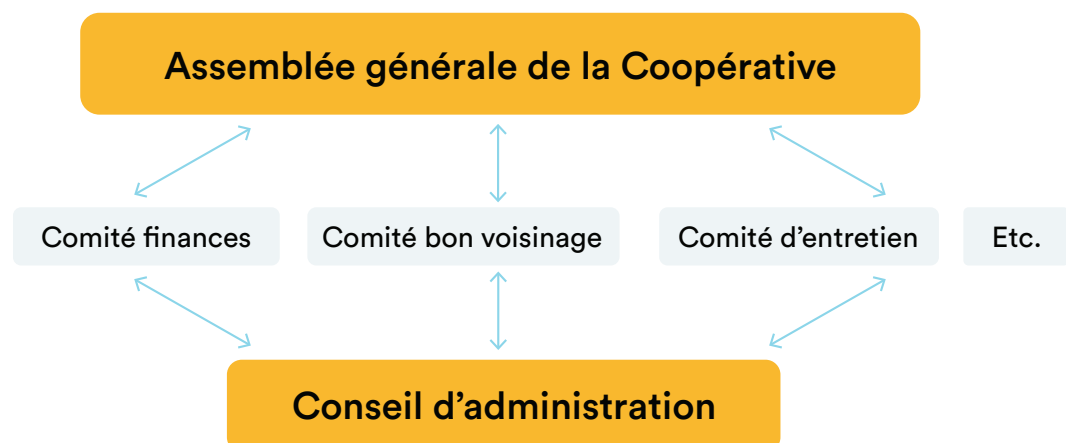 Assemblée générale de la Coopérative
Comité finances
Comité bon voisinage
Comité d'entretien
Etc.
Conseil d'administration